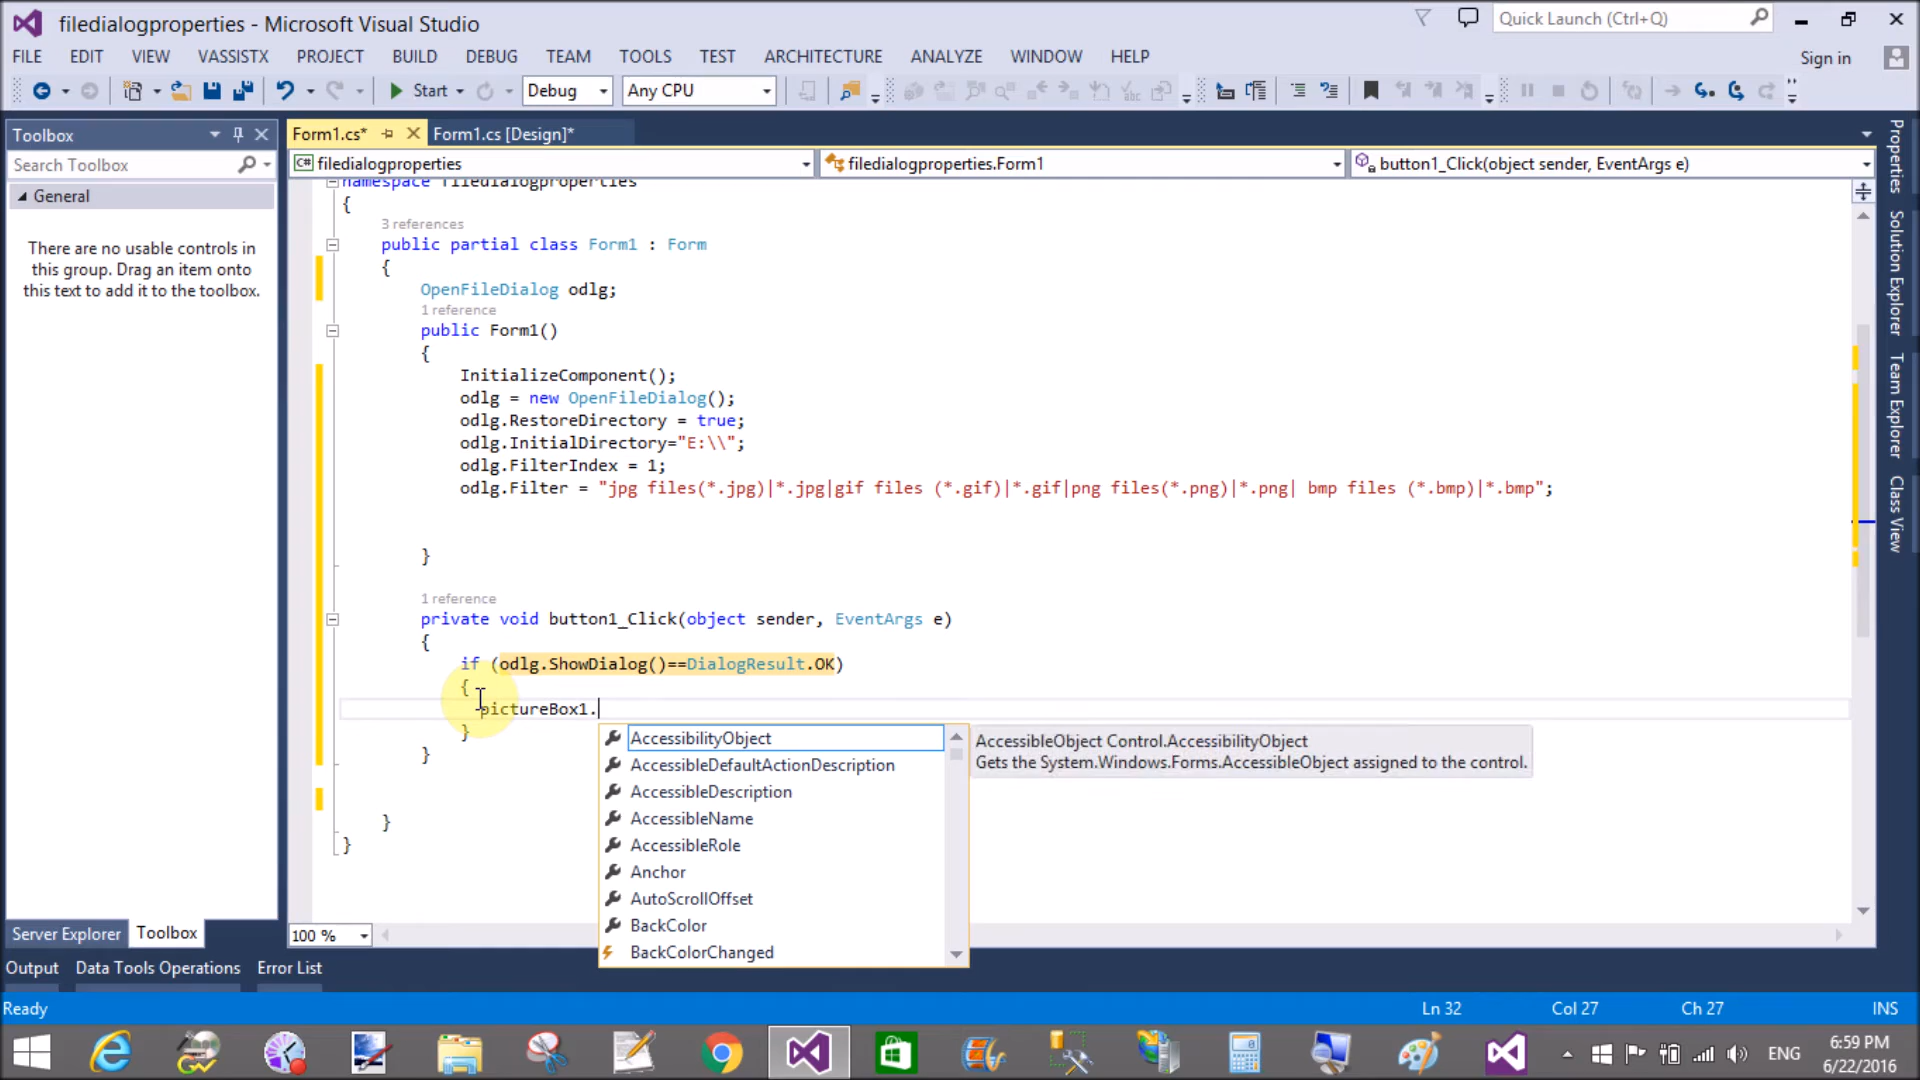 filedialogproperties - Microsoft Visual Studio
Quick Launch (Ctrl+Q)
FILE EDIT VIEW VASSISTX PROJECT BUILD DEBUG TEAM TOOLS TEST ARCHITECTURE ANALYZE WINDOW HELP
Sign in
Start Debug Any CPU
Toolbox
Search Toolbox
General
There are no usable controls in
this group. Drag an item onto
this text to add it to the toolbox.
Server Explorer Toolbox
Form1.cs* Form1.cs [Design]*
filedialogproperties filedialogproperties.Form1 button1_Click(object sender, EventArgs e)
namespace filedialogproperties
{
3 references
public partial class Form1 : Form
{
OpenFileDialog odlg;
1 reference
public Form1()
{
InitializeComponent();
odlg = new OpenFileDialog();
odlg.RestoreDirectory = true;
odlg.InitialDirectory="E:\\";
odlg.FilterIndex = 1;
odlg.Filter = "jpg files(*.jpg)|*.jpg|gif files (*.gif)|*.gif|png files(*.png)|*.png| bmp files (*.bmp)|*.bmp";
}
1 reference
private void button1_Click(object sender, EventArgs e)
{
if (odlg.ShowDialog()==DialogResult.OK)
{
pictureBox1.
}
}
}
}
AccessibilityObject
AccessibleDefaultActionDescription
AccessibleDescription
AccessibleName
AccessibleRole
Anchor
AutoScrollOffset
BackColor
BackColorChanged
AccessibleObject Control.AccessibilityObject
Gets the System.Windows.Forms.AccessibleObject assigned to the control.
100 %
Properties
Solution Explorer
Team Explorer
Class View
Output Data Tools Operations Error List
Ready Ln 32 Col 27 Ch 27 INS
ENG
6:59 PM
6/22/2016